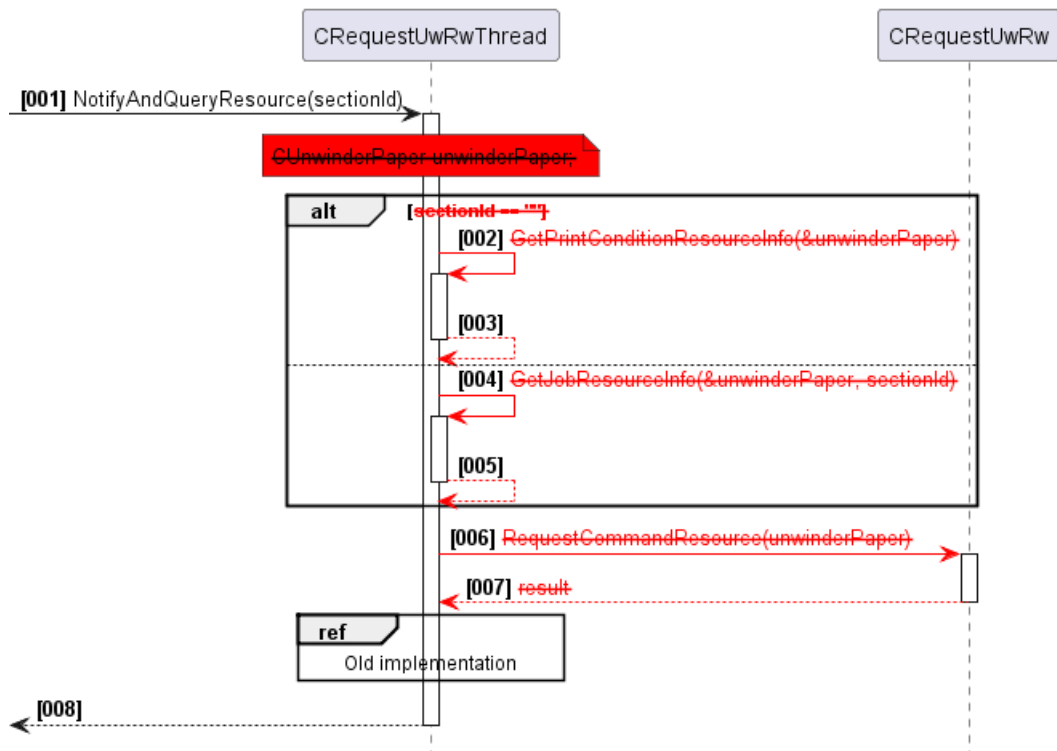 CRequestUwRwThread
CRequestUwRw
[001] NotifyAndQueryResource(sectionId)
CUnwinderPaper unwinderPaper;
alt
[sectionId == ""]
[002] GetPrintConditionResourceInfo(&unwinderPaper)
[003]
[004] GetJobResourceInfo(&unwinderPaper, sectionId)
[005]
[006] RequestCommandResource(unwinderPaper)
[007] result
ref
Old implementation
[008]